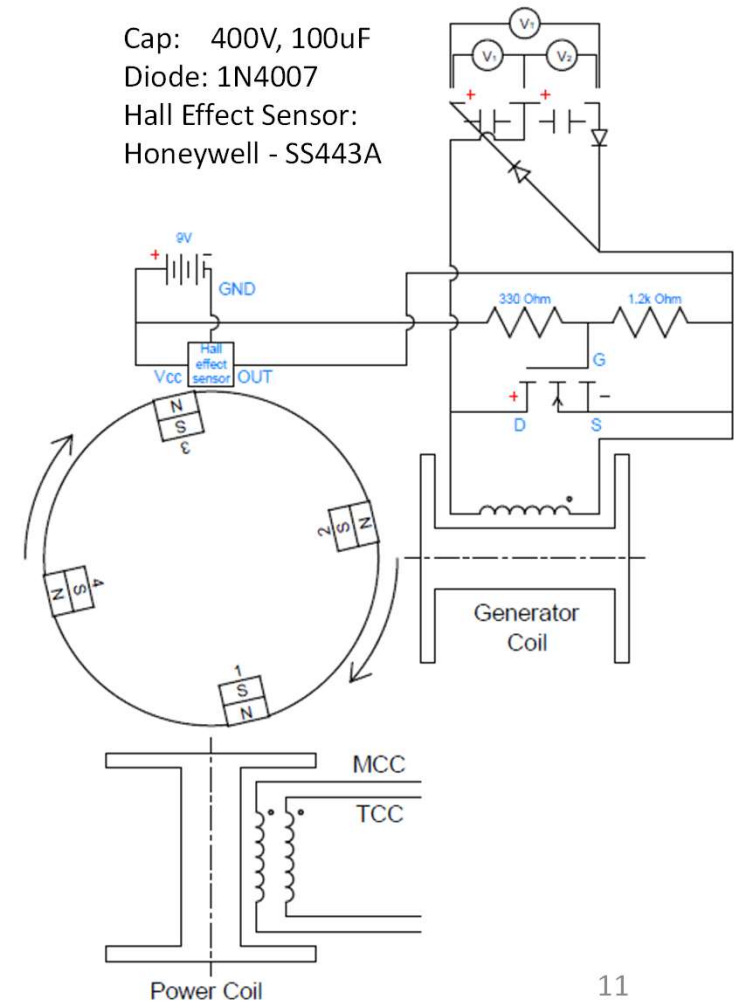 Cap: 400V, 100uF
Diode: 1N4007
Hall Effect Sensor:
Honeywell - SS443A
V₁
V₁
V₂
+
+
9V
+
-
GND
330 Ohm
1.2k Ohm
Hall
effect
sensor
Vcc
OUT
G
+
-
D
S
N
S
3
2
S
N
N
S
4
1
S
N
Generator
Coil
MCC
TCC
Power Coil
11